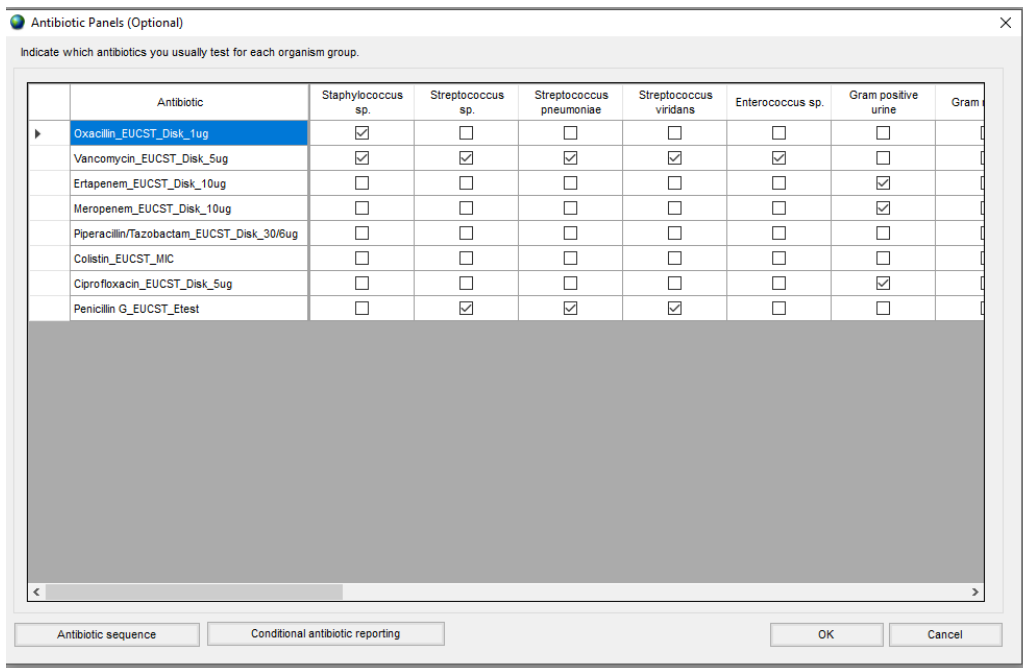 Antibiotic Panels (Optional)
Indicate which antibiotics you usually test for each organism group.
Antibiotic
Staphylococcus
sp.
Streptococcus
sp.
Streptococcus
pneumoniae
Streptococcus
viridans
Enterococcus sp.
Gram positive
urine
Gram
Oxacillin_EUCST_Disk_1ug
Vancomycin_EUCST_Disk_5ug
Ertapenem_EUCST_Disk_10ug
Meropenem_EUCST_Disk_10ug
Piperacillin/Tazobactam_EUCST_Disk_30/6ug
Colistin_EUCST_MIC
Ciprofloxacin_EUCST_Disk_5ug
Penicillin G_EUCST_Etest
Antibiotic sequence
Conditional antibiotic reporting
OK
Cancel